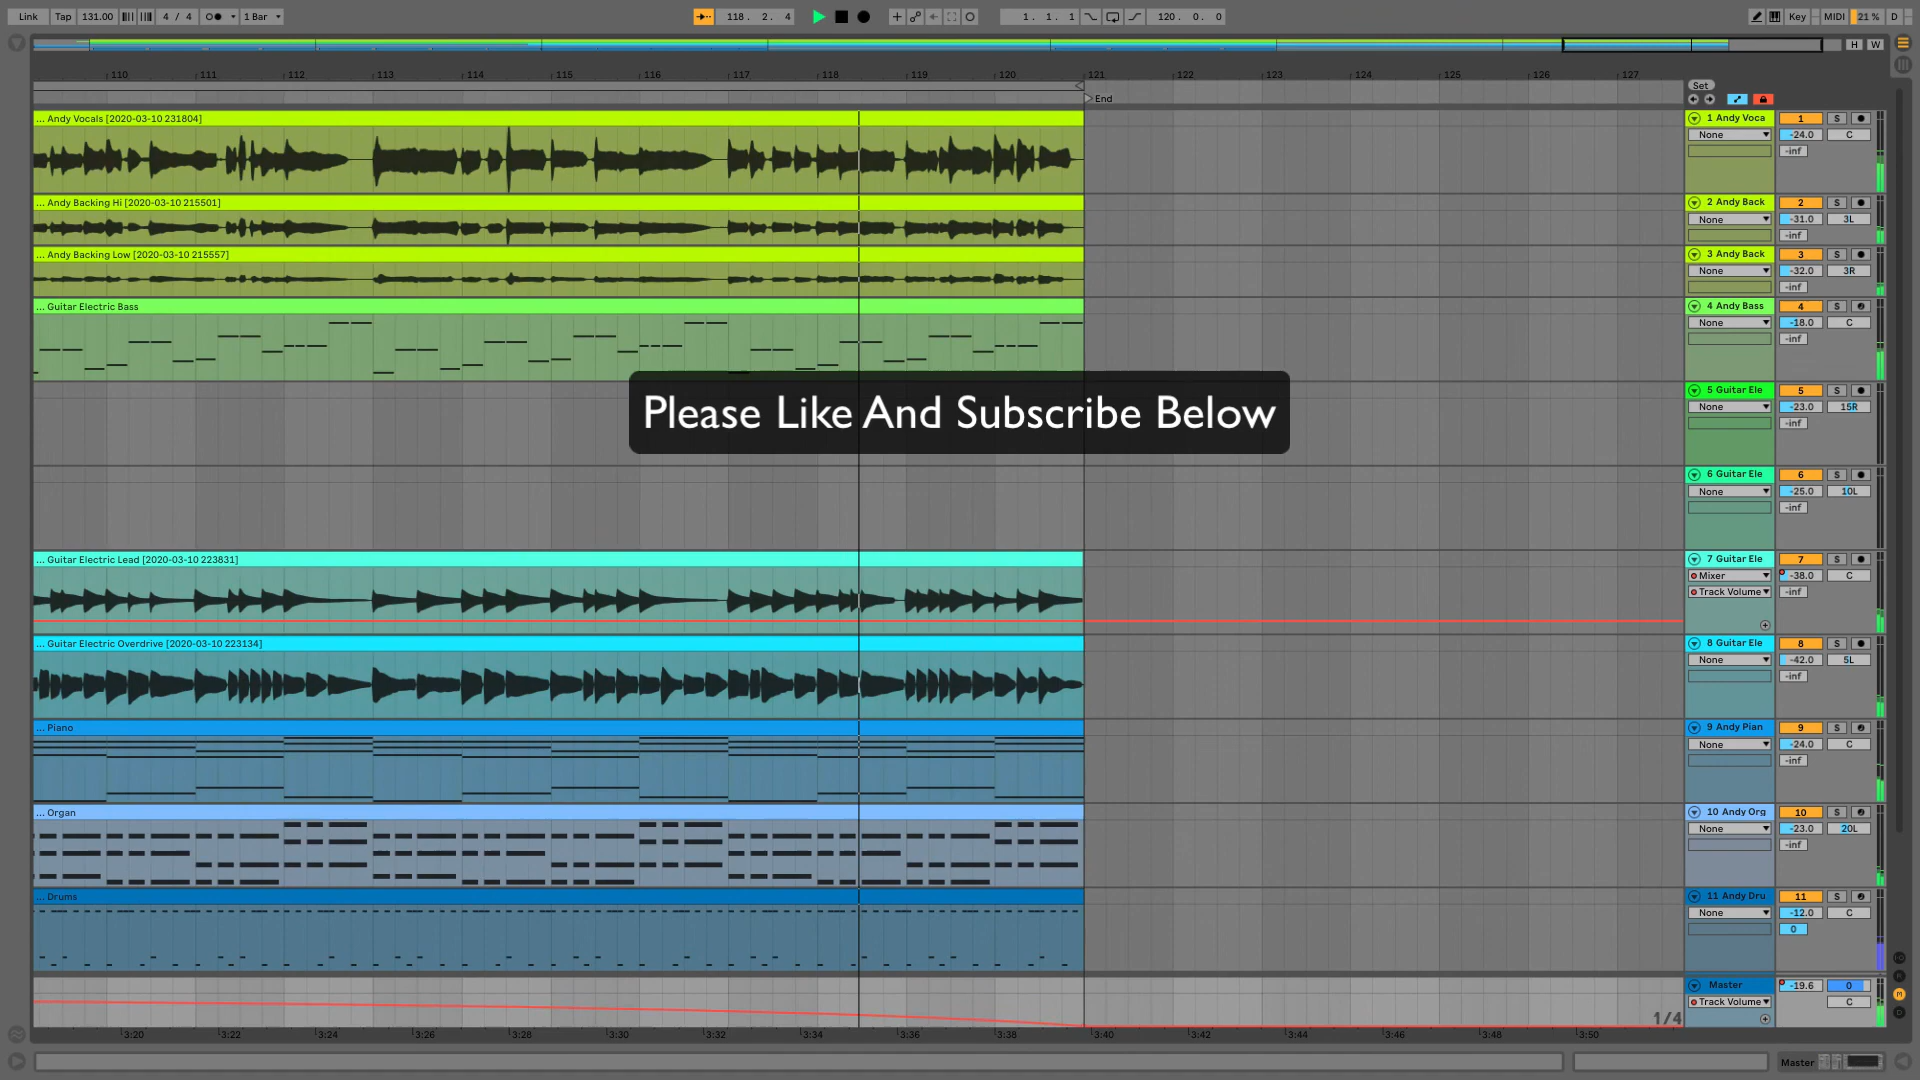 Link Tap 131.00 4 / 4 1 Bar 118. 2. 4 1. 1. 1 120. 0. 0 Key MIDI 21 % D
H W
110 111 112 113 114 115 116 117 118 119 120 121 122 123 124 125 126 127
Set
End
... Andy Vocals [2020-03-10 231804] 1 Andy Voca 1 S
None -24.0 C
-inf
... Andy Backing Hi [2020-03-10 215501] 2 Andy Back 2 S
None -31.0 3L
-inf
... Andy Backing Low [2020-03-10 215557] 3 Andy Back 3 S
None -32.0 3R
-inf
... Guitar Electric Bass 4 Andy Bass 4 S
None -18.0 C
-inf
5 Guitar Ele 5 S
None -23.0 15R
-inf
Please Like And Subscribe Below
6 Guitar Ele 6 S
None -25.0 10L
-inf
... Guitar Electric Lead [2020-03-10 223831] 7 Guitar Ele 7 S
Mixer -38.0 C
Track Volume -inf
... Guitar Electric Overdrive [2020-03-10 223134] 8 Guitar Ele 8 S
None -42.0 5L
-inf
... Piano 9 Andy Pian 9 S
None -24.0 C
-inf
... Organ 10 Andy Org 10 S
None -23.0 20L
-inf
... Drums 11 Andy Dru 11 S
None -12.0 C
0
Master -19.6 0
Track Volume C
1/4
3:20 3:22 3:24 3:26 3:28 3:30 3:32 3:34 3:36 3:38 3:40 3:42 3:44 3:46 3:48 3:50
Master